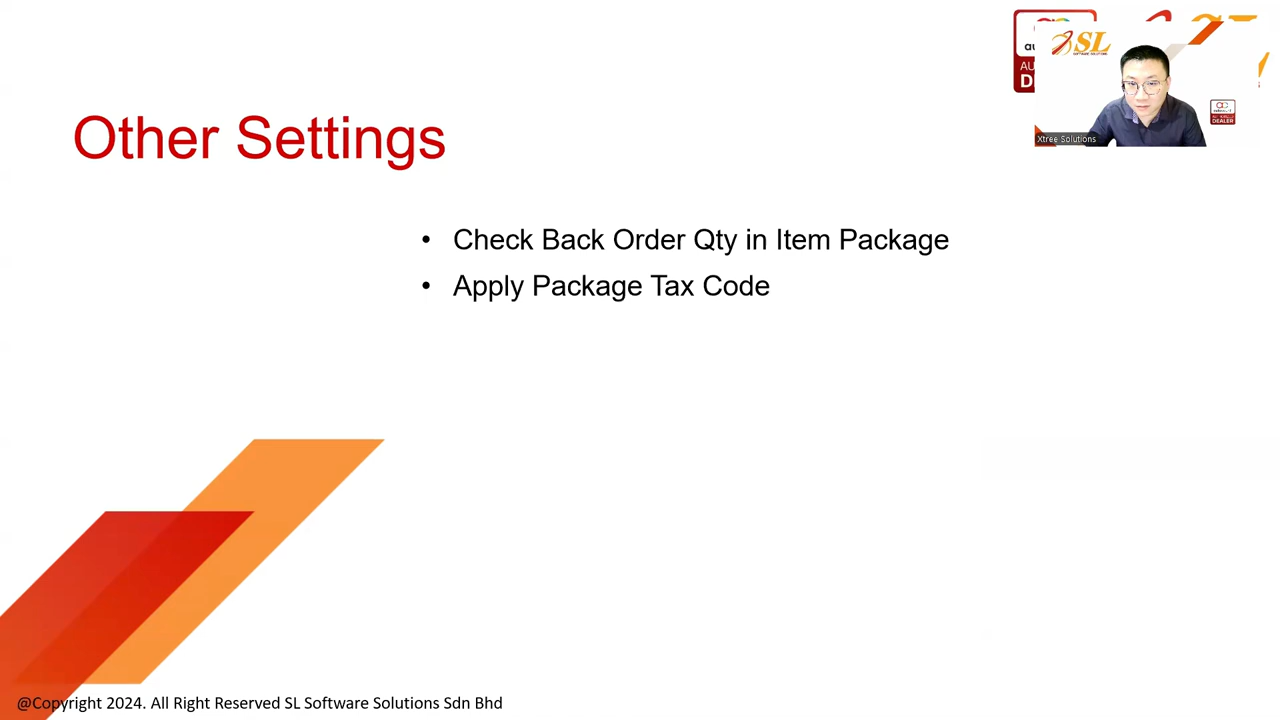 Other Settings
• Check Back Order Qty in Item Package
• Apply Package Tax Code
SL
Xtree Solutions
DEALER
@Copyright 2024. All Right Reserved SL Software Solutions Sdn Bhd